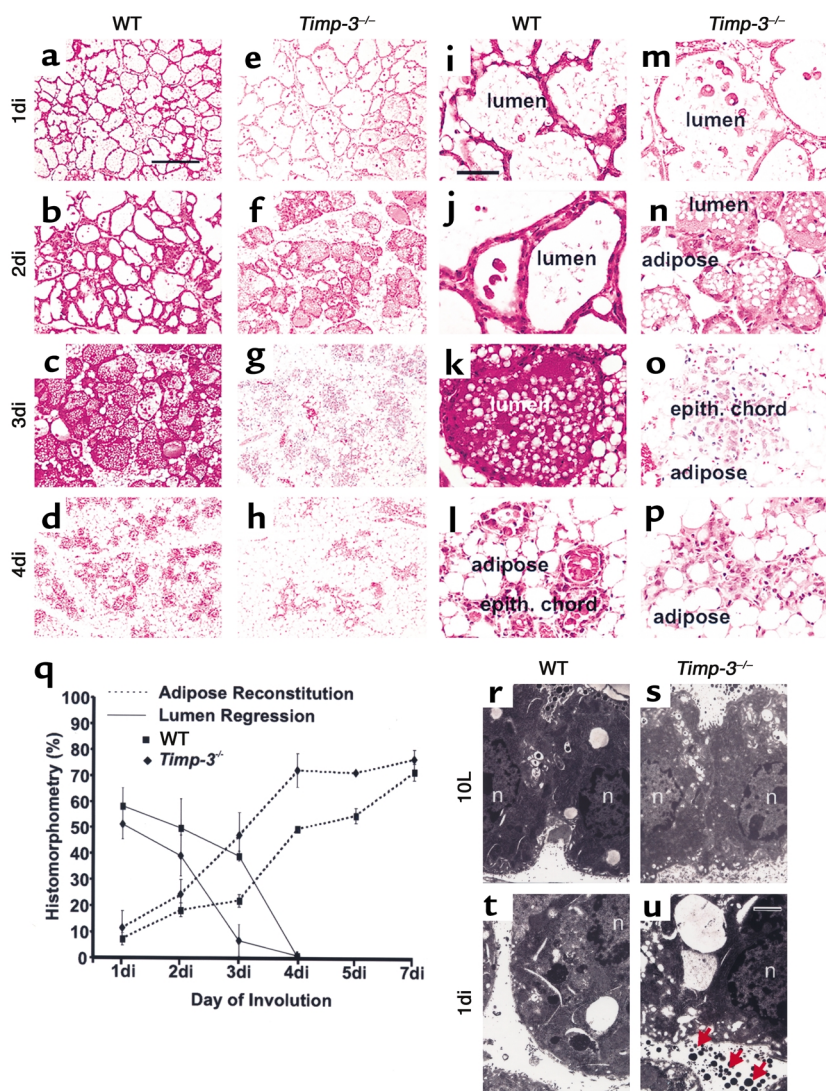 WT
Timp-3⁻/⁻
WT
Timp-3⁻/⁻
1di
a
e
i
lumen
m
lumen
2di
b
f
j
lumen
n
lumen
adipose
3di
c
g
k
lumen
o
epith. chord
adipose
4di
d
h
l
adipose
epith. chord
p
adipose
q
Adipose Reconstitution
Lumen Regression
WT
Timp-3-/-
Histomorphometry (%)
100
90
80
70
60
50
40
30
20
10
0
1di 2di 3di 4di 5di 7di
Day of Involution
WT
Timp-3⁻/⁻
10L
r
n
n
s
n
n
1di
t
n
u
n